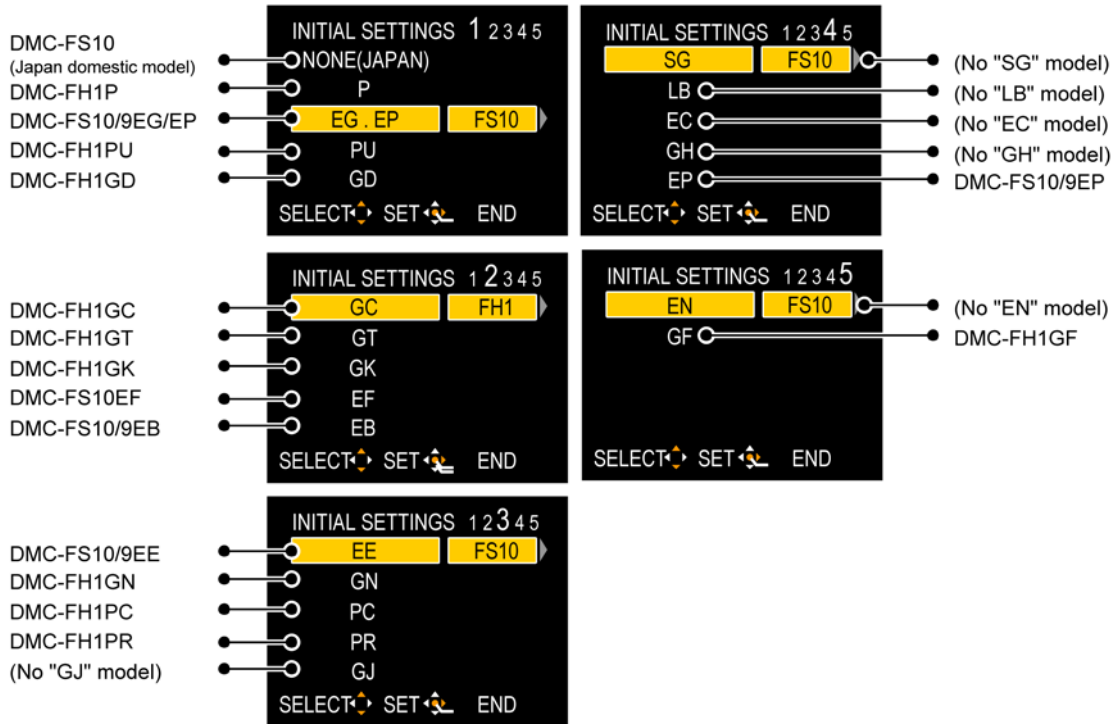 DMC-FS10
(Japan domestic model)
DMC-FH1P
DMC-FS10/9EG/EP
DMC-FH1PU
DMC-FH1GD
INITIAL SETTINGS 1 2 3 4 5
NONE(JAPAN)
P
EG . EP FS10
PU
GD
SELECT SET END
INITIAL SETTINGS 1 2 3 4 5
SG FS10
LB
EC
GH
EP
SELECT SET END
(No "SG" model)
(No "LB" model)
(No "EC" model)
(No "GH" model)
DMC-FS10/9EP
DMC-FH1GC
DMC-FH1GT
DMC-FH1GK
DMC-FS10EF
DMC-FS10/9EB
INITIAL SETTINGS 1 2 3 4 5
GC FH1
GT
GK
EF
EB
SELECT SET END
INITIAL SETTINGS 1 2 3 4 5
EN FS10
GF
SELECT SET END
(No "EN" model)
DMC-FH1GF
DMC-FS10/9EE
DMC-FH1GN
DMC-FH1PC
DMC-FH1PR
(No "GJ" model)
INITIAL SETTINGS 1 2 3 4 5
EE FS10
GN
PC
PR
GJ
SELECT SET END